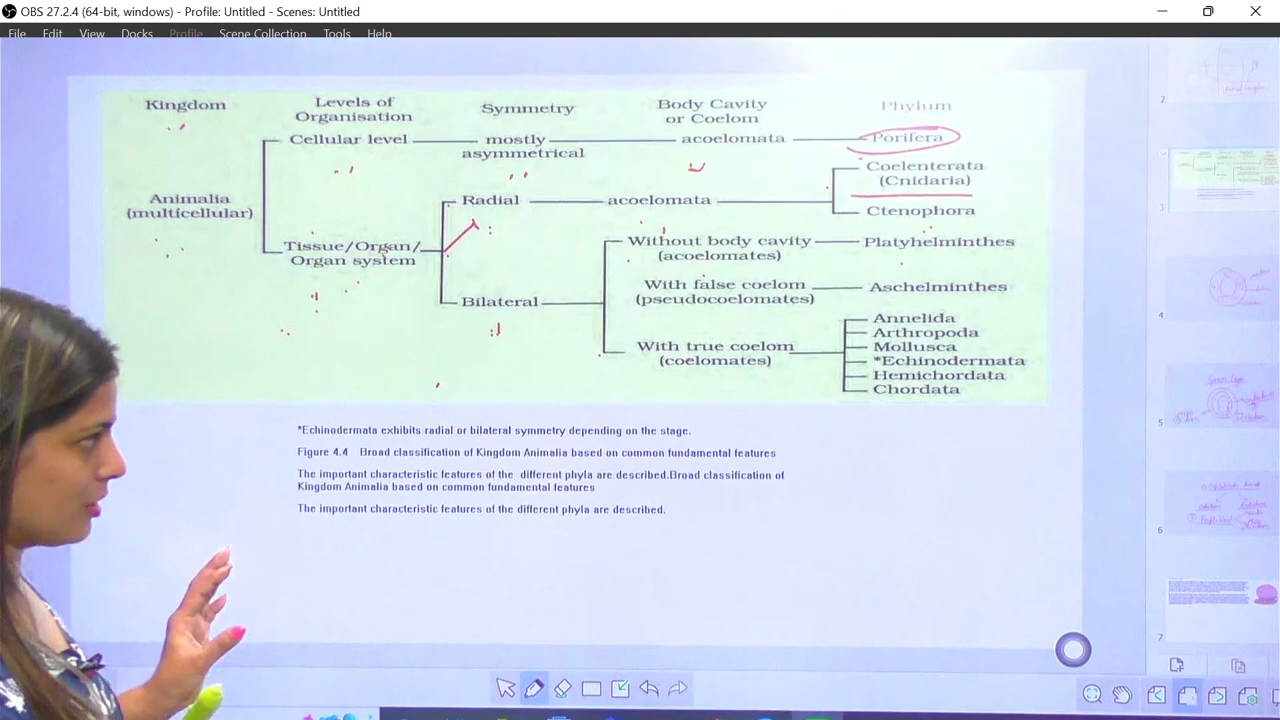 OBS 27.2.4 (64-bit, windows) - Profile: Untitled - Scenes: Untitled
File Edit View Docks Profile Scene Collection Tools Help
Kingdom Levels of Organisation Symmetry Body Cavity or Coelom Phylum
Cellular level mostly asymmetrical acoelomata Porifera
Animalia (multicellular)
Tissue/Organ/
Organ system
Radial acoelomata Coelenterata
(Cnidaria)
Ctenophora
Bilateral
Without body cavity (acoelomates) Platyhelminthes
With false coelom (pseudocoelomates) Aschelminthes
With true coelom (coelomates)
Annelida
Arthropoda
Mollusca
*Echinodermata
Hemichordata
Chordata
*Echinodermata exhibits radial or bilateral symmetry depending on the stage.
Figure 4.4 Broad classification of Kingdom Animalia based on common fundamental features
The important characteristic features of the different phyla are described.Broad classification of
Kingdom Animalia based on common fundamental features
The important characteristic features of the different phyla are described.
2
3
4
5
6
7